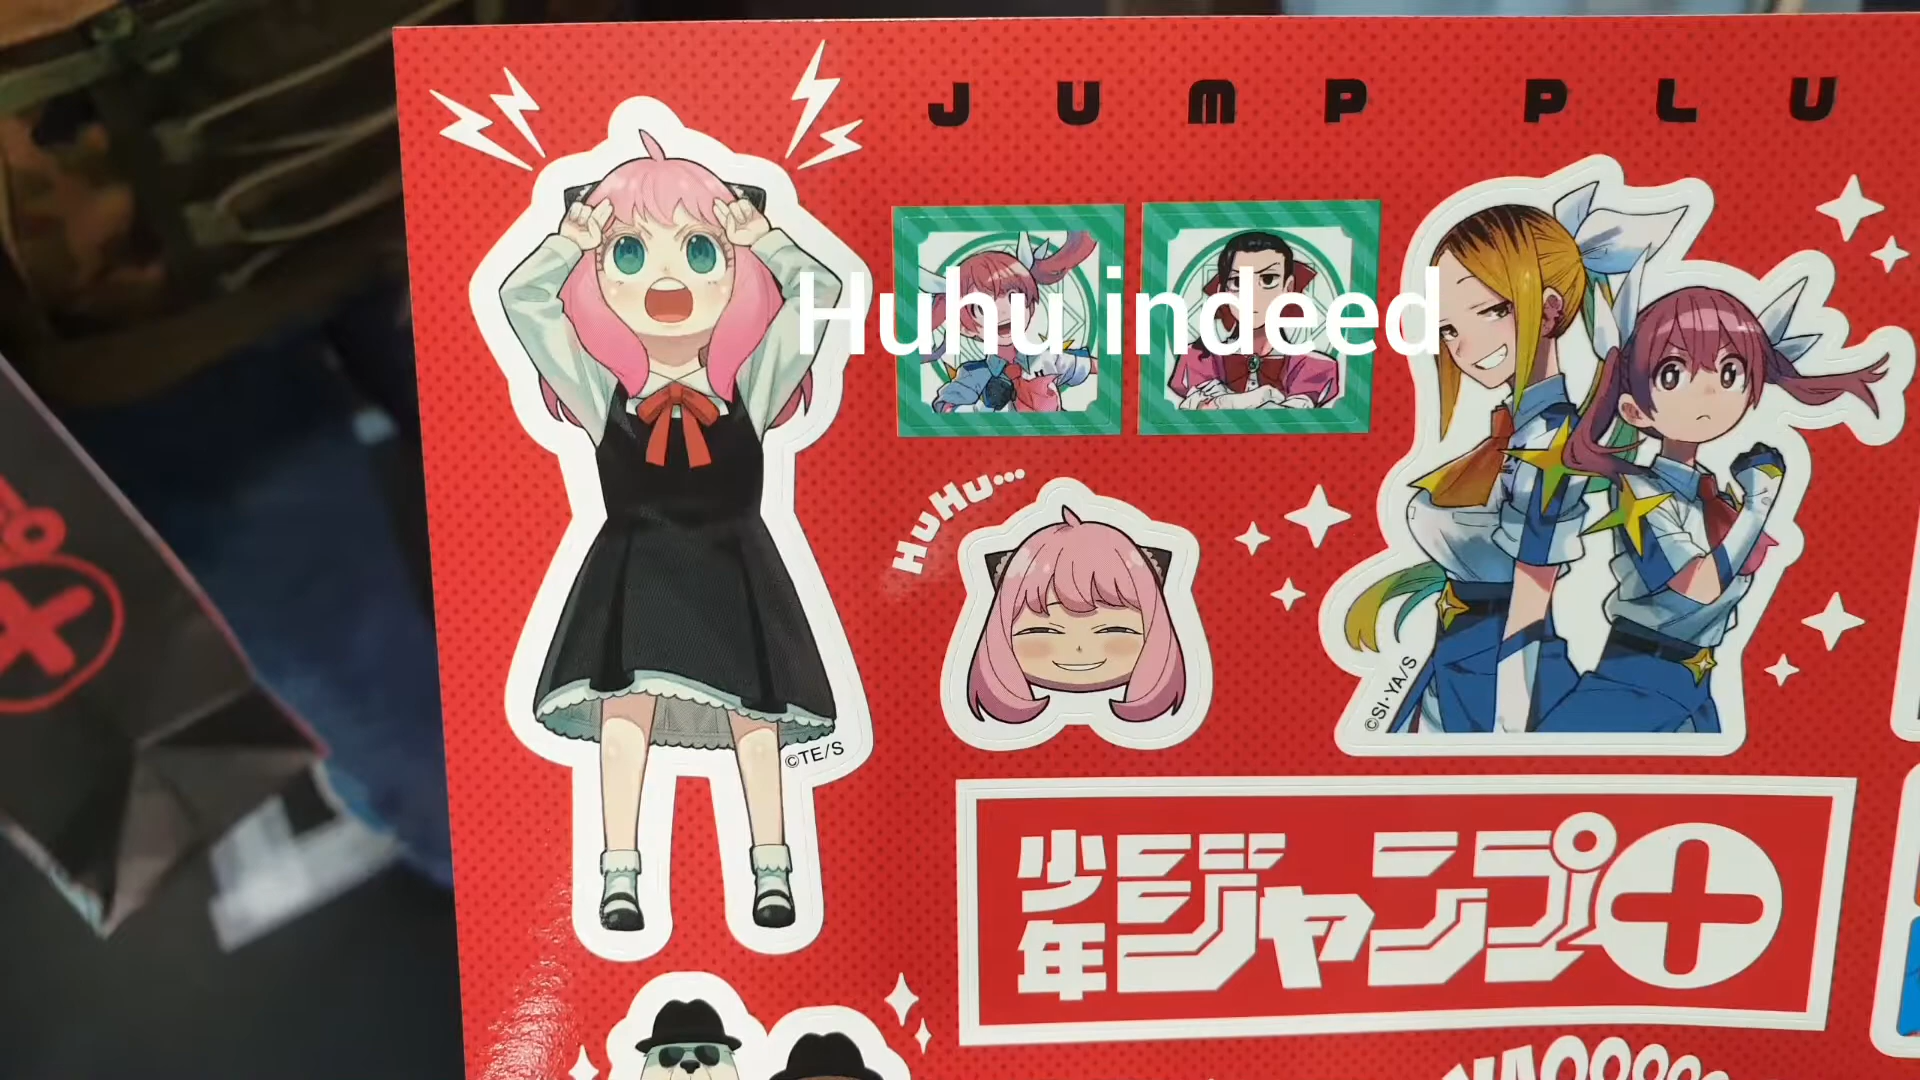 JUMP PLU
Huhu indeed
HuHu...
©SI・YA/S
©TE/S
少年ジャンプ+